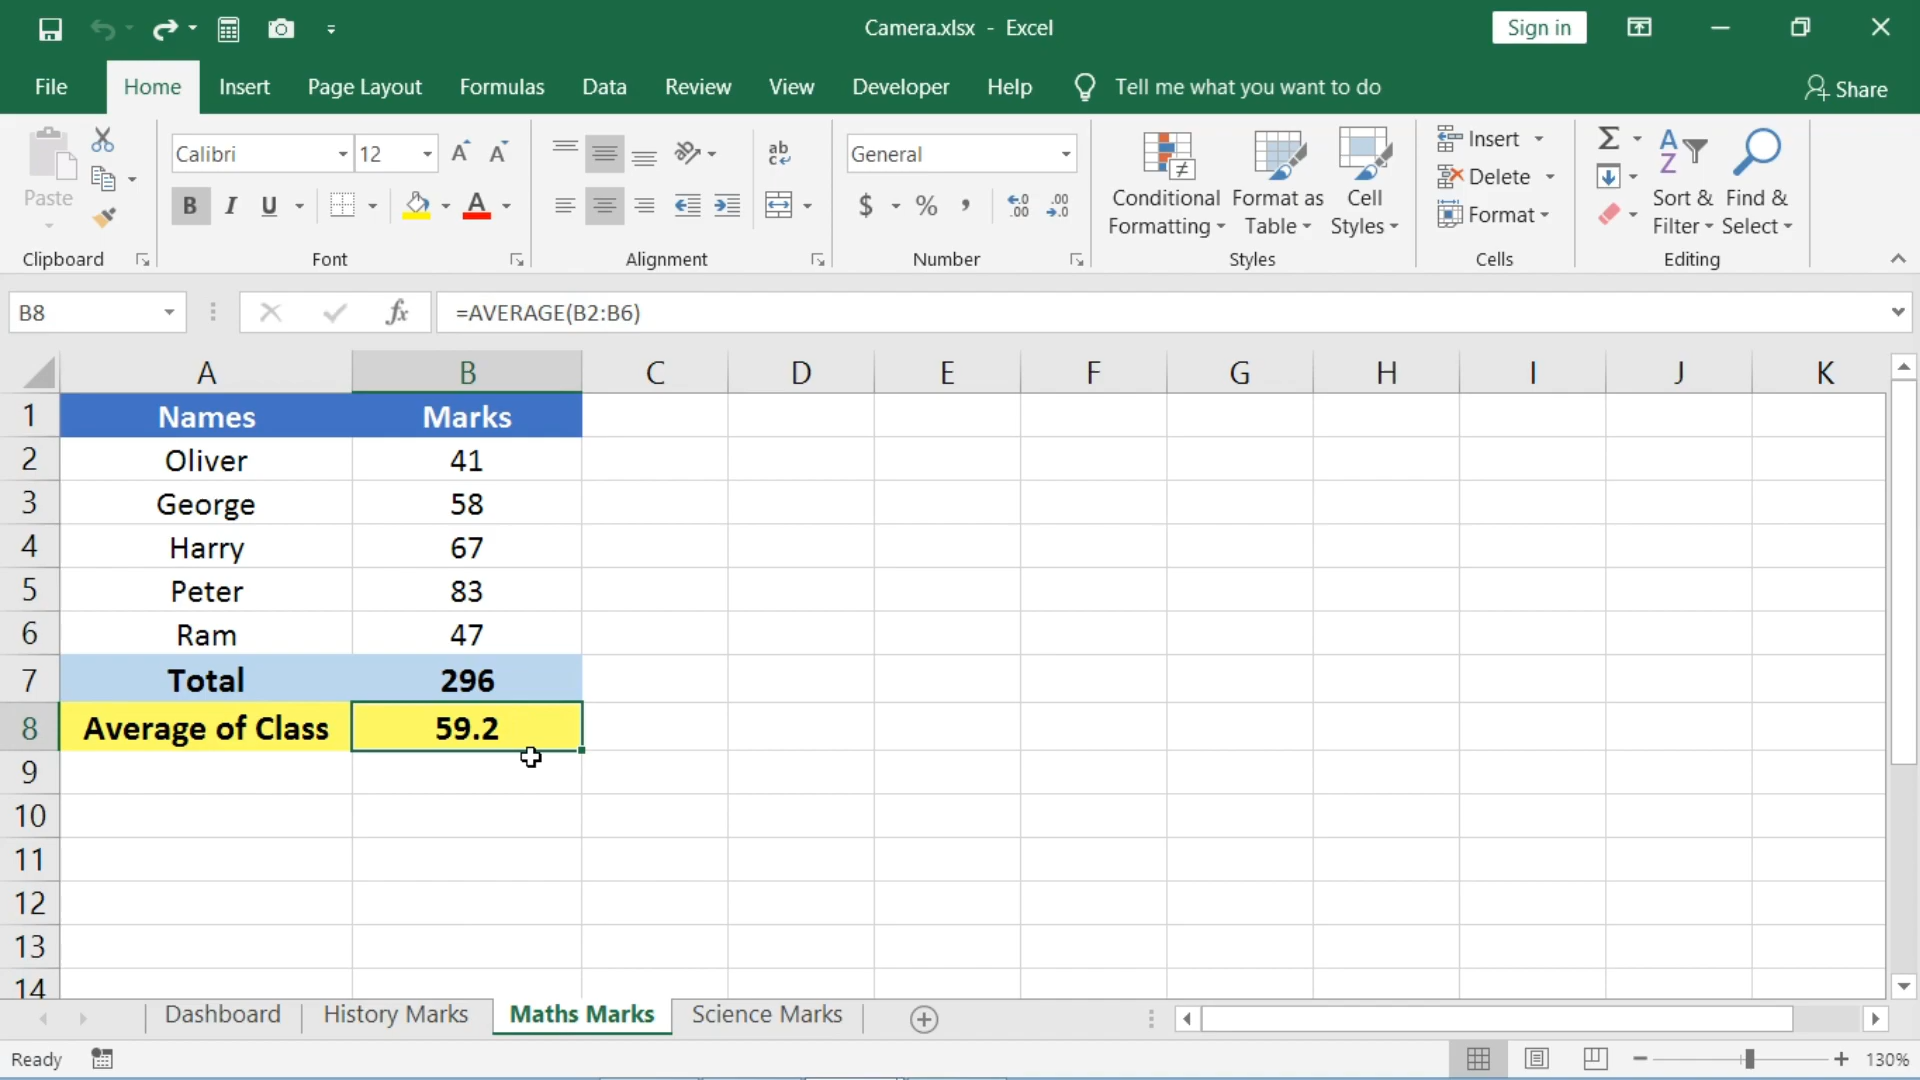 Camera.xlsx - Excel
Sign in
File Home Insert Page Layout Formulas Data Review View Developer Help Tell me what you want to do Share
Paste
Calibri 12 A A
B I U A
ab
c
General
$ % , .00 .00
Conditional Formatting
Format as Table
Cell Styles
Insert
Delete
Format
Σ
A
Z
Sort & Filter
Find & Select
Clipboard Font Alignment Number Styles Cells Editing
B8 fx =AVERAGE(B2:B6)
A B C D E F G H I J K
1 Names Marks
2 Oliver 41
3 George 58
4 Harry 67
5 Peter 83
6 Ram 47
7 Total 296
8 Average of Class 59.2
9
10
11
12
13
14
Dashboard History Marks Maths Marks Science Marks
Ready 130%